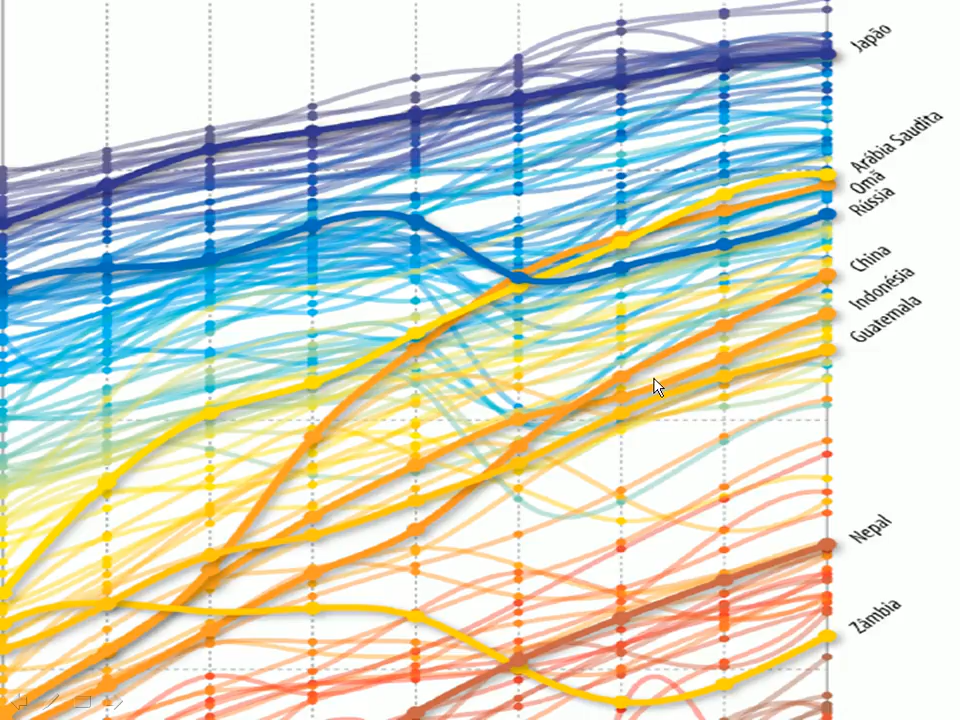 Japão
Arábia Saudita
Omã
Rússia
China
Indonésia
Guatemala
Nepal
Zâmbia